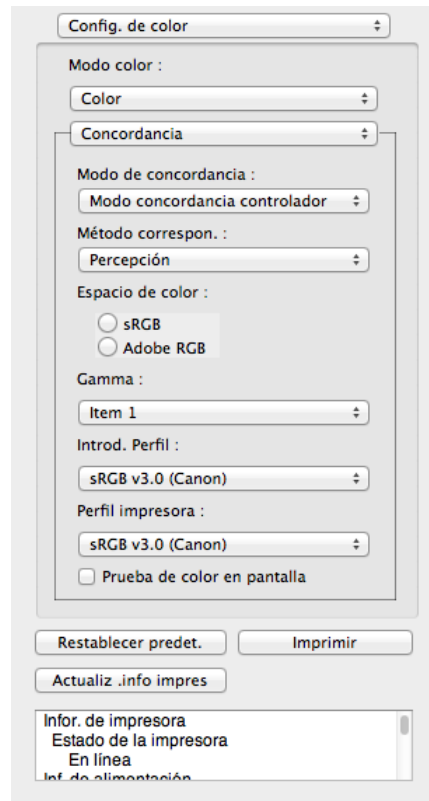 Config. de color
Modo color :
Color
Concordancia
Modo de concordancia :
Modo concordancia controlador
Método correspon. :
Percepción
Espacio de color :
sRGB
Adobe RGB
Gamma :
Item 1
Introd. Perfil :
sRGB v3.0 (Canon)
Perfil impresora :
sRGB v3.0 (Canon)
Prueba de color en pantalla
Restablecer predet.
Imprimir
Actualiz .info impres
Infor. de impresora
Estado de la impresora
En línea
Inf. de alimentación